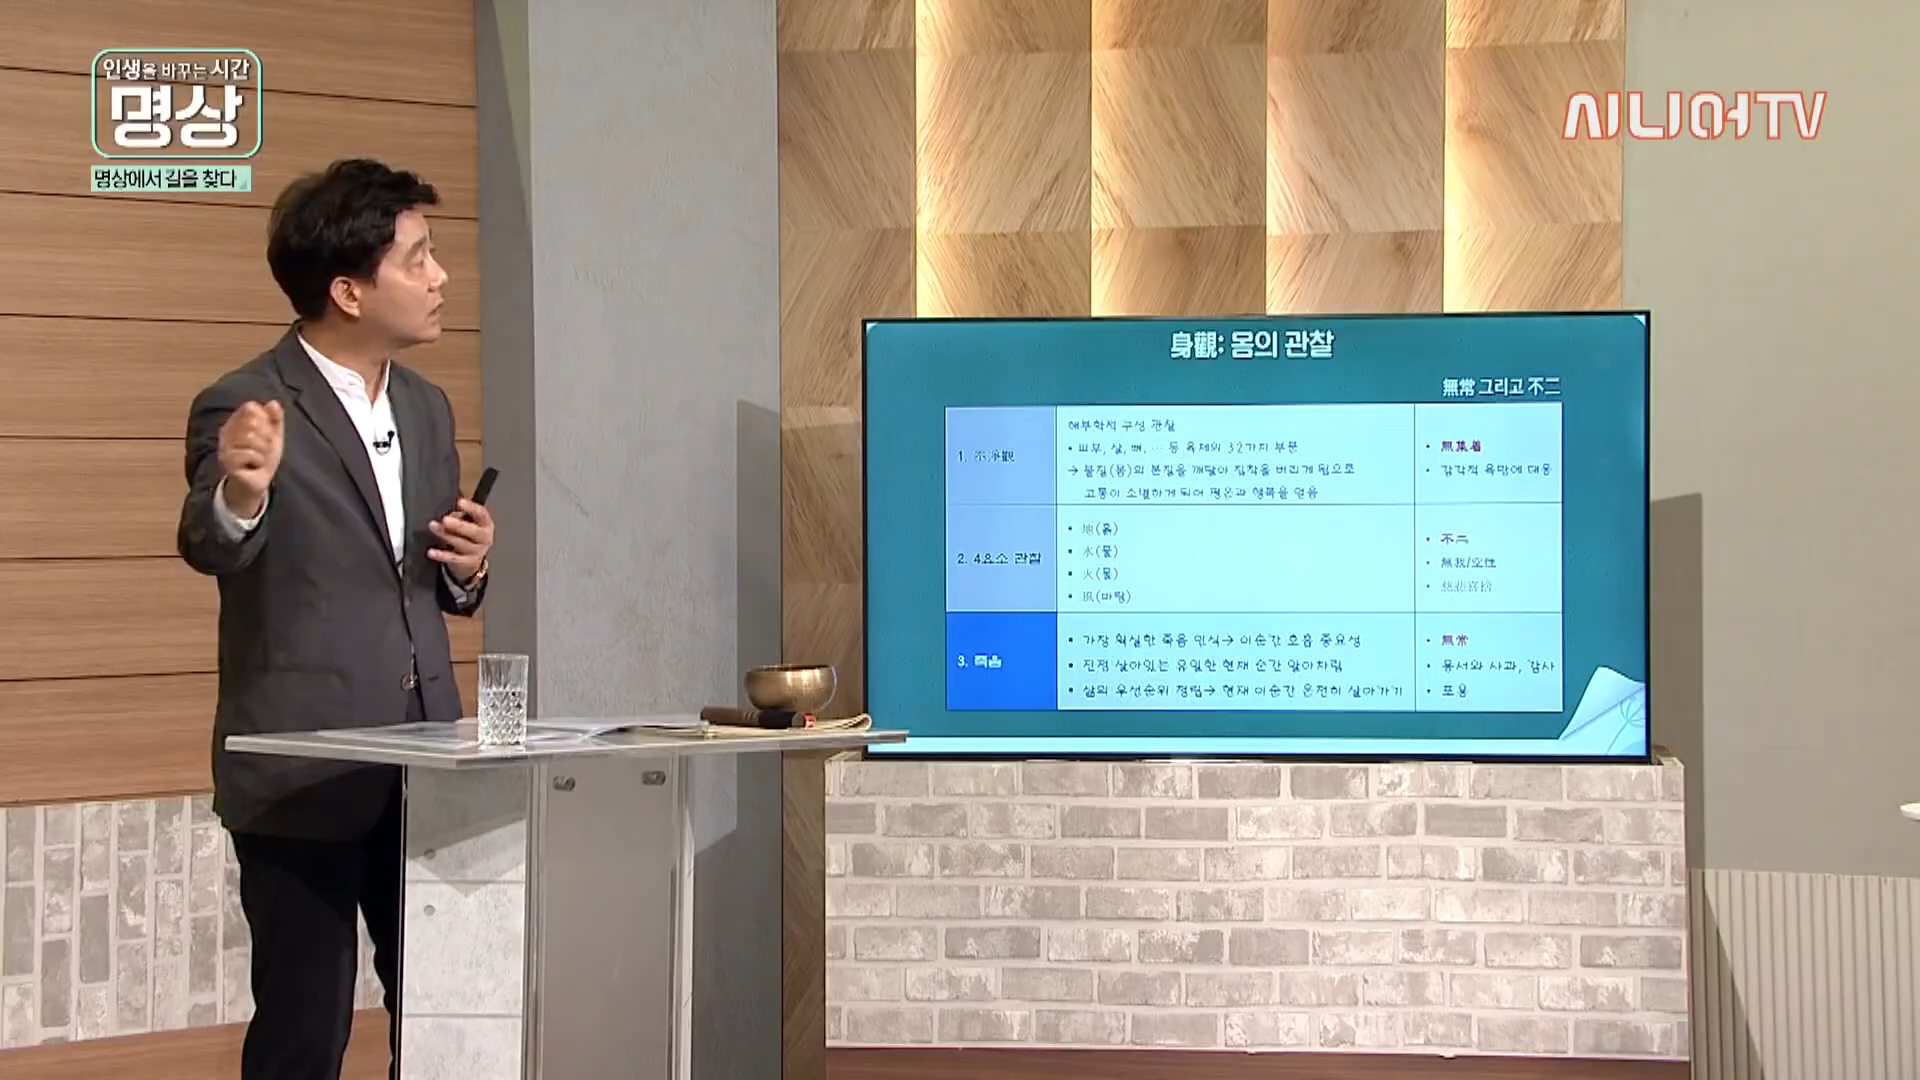 인생을 바꾸는 시간
명상
명상에서 길을 찾다
시니어TV
身觀: 몸의 관찰
無常 그리고 不二
1. 不淨觀
해부학적 구성 관찰
• 피부, 살, 뼈, … 등 육체의 32가지 부분
→ 물질(몸)의 본질을 깨달아 집착을 버리게 됨으로
고통이 소멸하게 되어 평온과 행복을 얻음
• 無集着
• 감각적 욕망에 대응
2. 4요소 관찰
• 地(흙)
• 水(물)
• 火(불)
• 風(바람)
• 不二
• 無我/空性
• 慈悲喜捨
3. 죽음
• 가장 확실한 죽음 인식→ 이순간 호흡 중요성
• 진정 살아있는 유일한 현재 순간 알아차림
• 삶의 우선순위 정립→ 현재 이순간 온전히 살아가기
• 無常
• 용서와 사과, 감사
• 포용